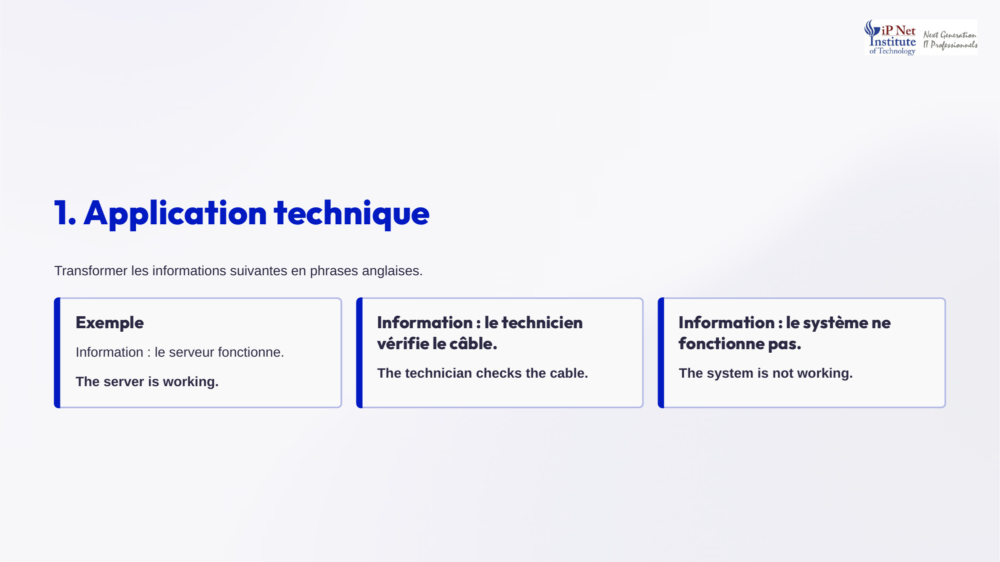 iP Net
Institute
of Technology
Next Generation
IT Professionnels
1. Application technique
Transformer les informations suivantes en phrases anglaises.
Exemple
Information : le serveur fonctionne.
The server is working.
Information : le technicien
vérifie le câble.
The technician checks the cable.
Information : le système ne
fonctionne pas.
The system is not working.